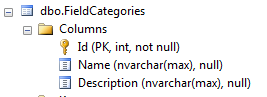 dbo.FieldCategories
Columns
Id (PK, int, not null)
Name (nvarchar(max), null)
Description (nvarchar(max), null)